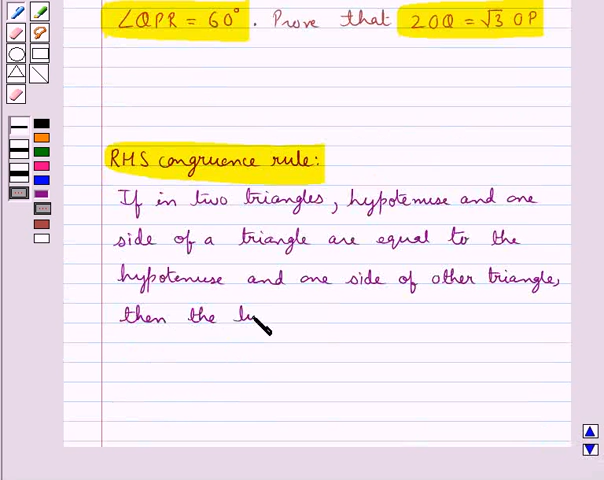 ∠QPR = 60°. Prove that 2OQ = √3 OP
RHS congruence rule:
If in two triangles, hypotenuse and one
side of a triangle are equal to the
hypotenuse and one side of other triangle,
then the